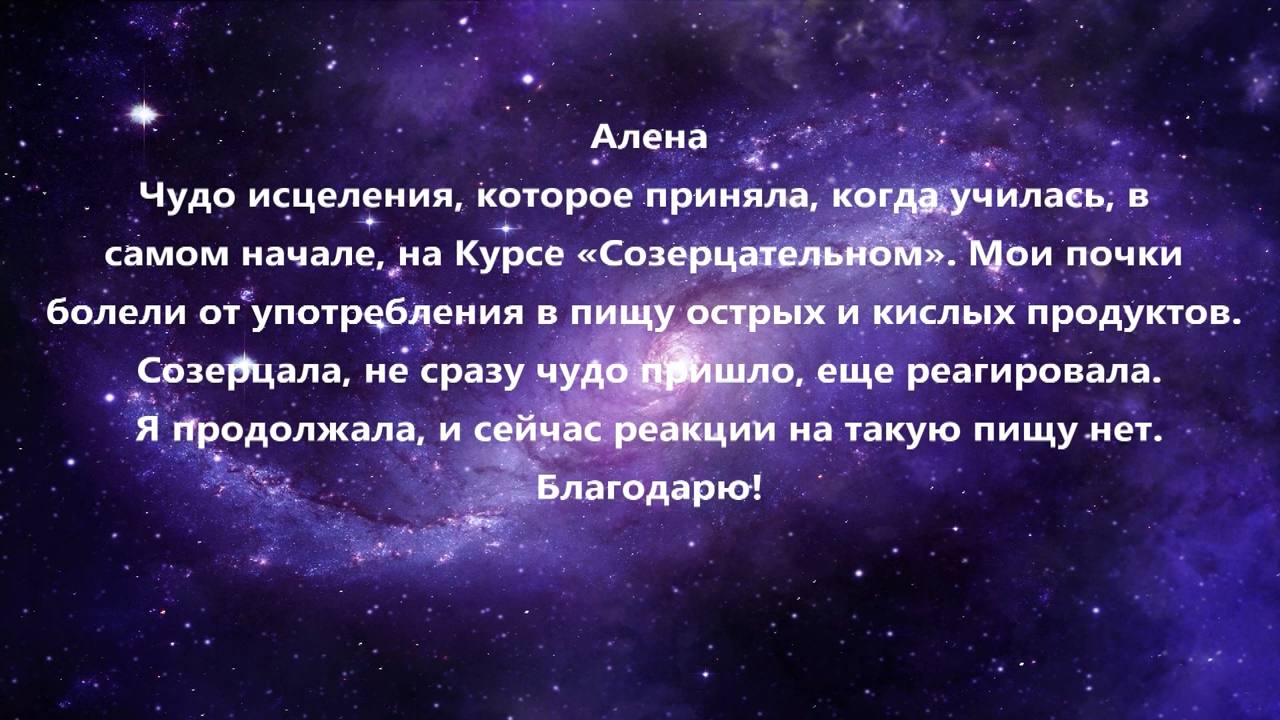 Алена
Чудо исцеления, которое приняла, когда училась, в
самом начале, на Курсе «Созерцательном». Мои почки
болели от употребления в пищу острых и кислых продуктов.
Созерцала, не сразу чудо пришло, еще реагировала.
Я продолжала, и сейчас реакции на такую пищу нет.
Благодарю!